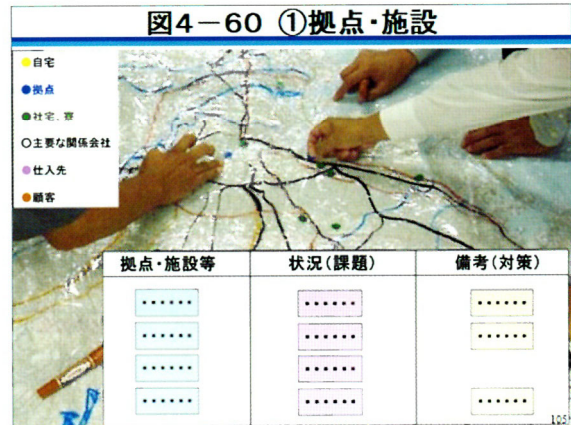 図4－60 ①拠点・施設
●自宅
●拠点
●社宅、寮
○主要な関係会社
●仕入先
●顧客
拠点・施設等 状況(課題) 備考(対策)
‥‥‥ ‥‥‥ ‥‥‥
‥‥‥ ‥‥‥ ‥‥‥
‥‥‥ ‥‥‥
‥‥‥ ‥‥‥ ‥‥‥
105